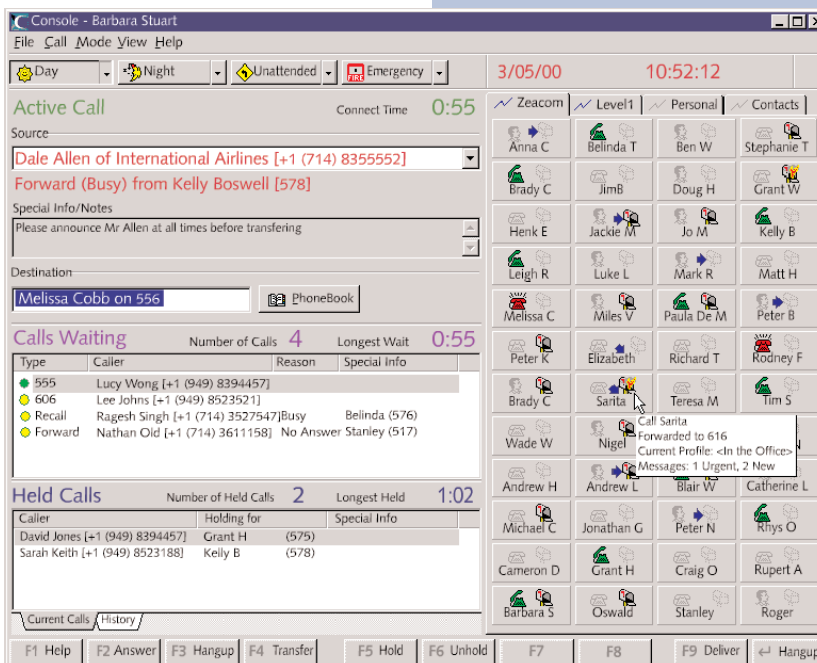 Console - Barbara Stuart
File Call Mode View Help
Day Night Unattended FIRE Emergency 3/05/00 10:52:12
Active Call Connect Time 0:55
Source
Dale Allen of International Airlines [+1 (714) 8355552]
Forward (Busy) from Kelly Boswell [578]
Special Info/Notes
Please announce Mr Allen at all times before transfering
Destination
Melissa Cobb on 556 PhoneBook
Calls Waiting Number of Calls 4 Longest Wait 0:55
Type Caller Reason Special Info
555 Lucy Wong [+1 (949) 8394457]
606 Lee Johns [+1 (949) 8523521]
Recall Ragesh Singh [+1 (714) 3527547] Busy Belinda (576)
Forward Nathan Old [+1 (714) 3611158] No Answer Stanley (517)
Held Calls Number of Held Calls 2 Longest Held 1:02
Caller Holding for Special Info
David Jones [+1 (949) 8394457] Grant H (575)
Sarah Keith [+1 (949) 8523188] Kelly B (578)
Current Calls History
Zeacom Level1 Personal Contacts
Anna C Belinda T Ben W Stephanie T
Brady C JimB Doug H Grant W
Henk E Jackie M Jo M Kelly B
Leigh R Luke L Mark R Matt H
Melissa C Miles V Paula De M Peter B
Peter K Elizabeth Richard T Rodney F
Brady C Sarita Teresa M Tim S
Call Sarita
Forwarded to 616
Current Profile: <In the Office>
Messages: 1 Urgent, 2 New
Wade W Nigel
Andrew H Andrew L Blair W Catherine L
Michael C Jonathan G Peter N Rhys O
Cameron D Grant H Craig O Rupert A
Barbara S Oswald Stanley Roger
F1 Help F2 Answer F3 Hangup F4 Transfer F5 Hold F6 Unhold F7 F8 F9 Deliver Hangup